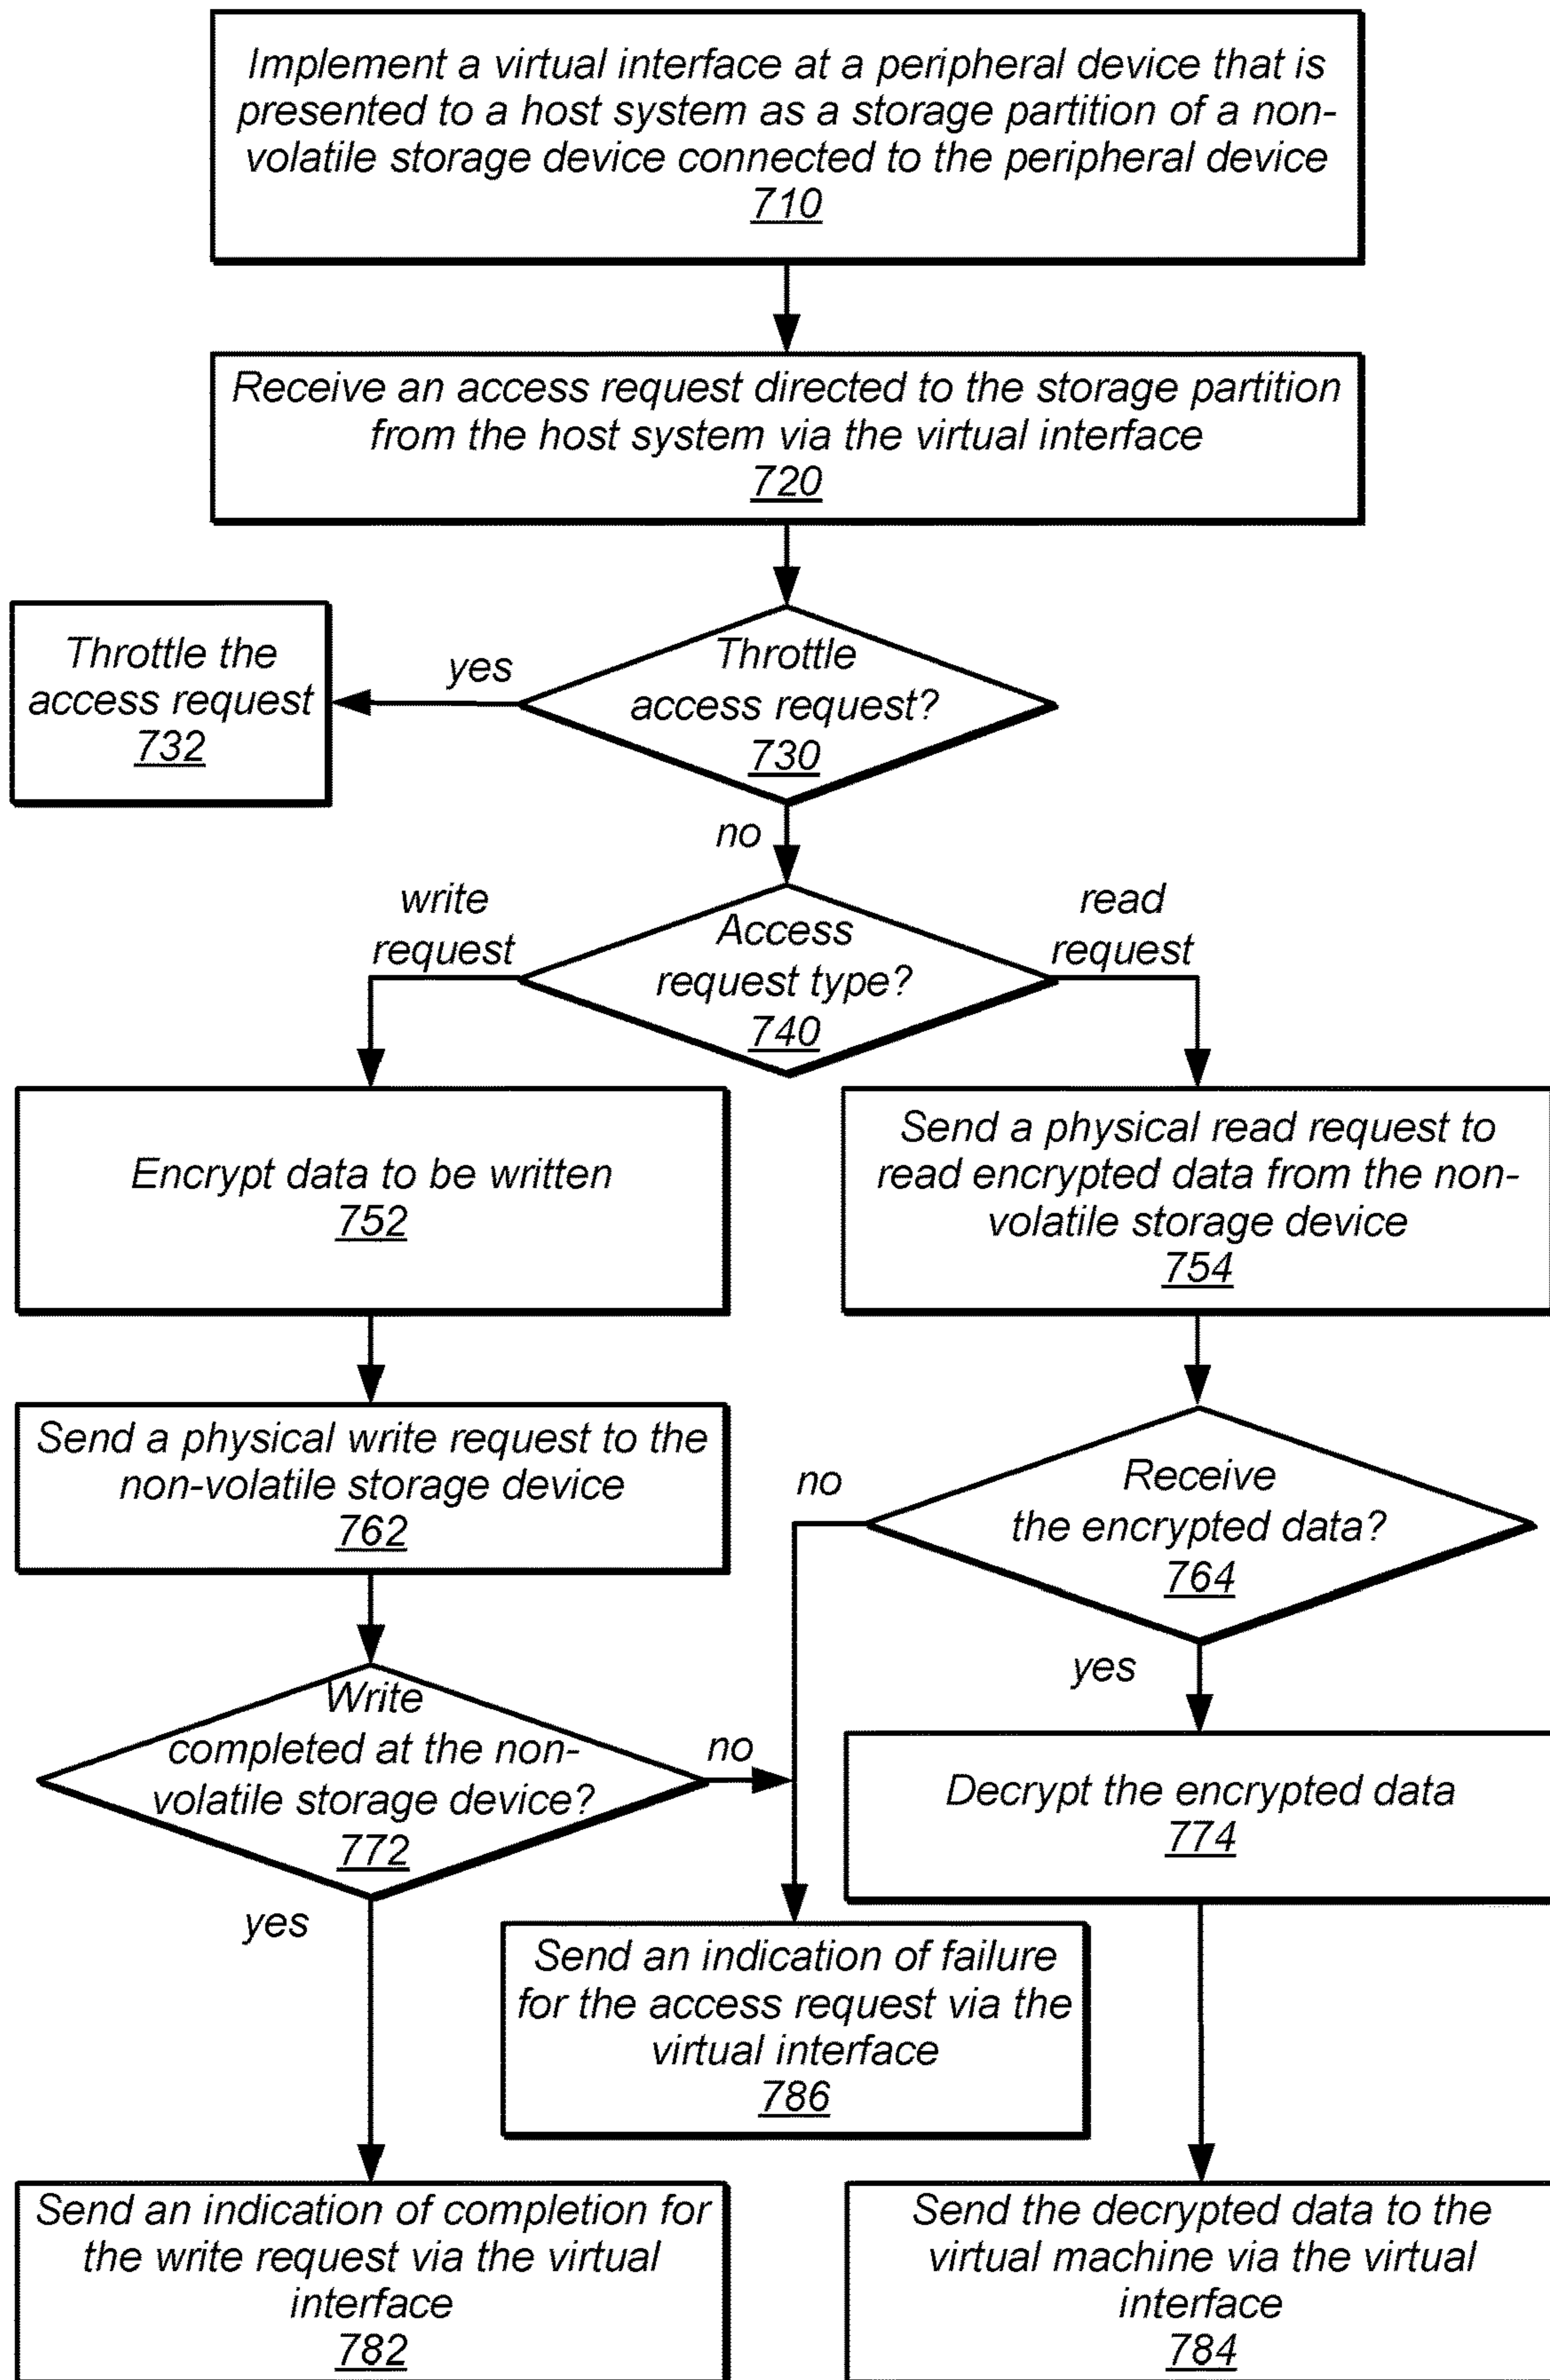 Implement a virtual interface at a peripheral device that is
presented to a host system as a storage partition of a non-
volatile storage device connected to the peripheral device
710
Receive an access request directed to the storage partition
from the host system via the virtual interface
720
Throttle the
access request
732
yes
Throttle
access request?
730
no
write
request
Access
request type?
740
read
request
Encrypt data to be written
752
Send a physical read request to
read encrypted data from the non-
volatile storage device
754
Send a physical write request to the
non-volatile storage device
762
no
Receive
the encrypted data?
764
yes
Write
completed at the non-
volatile storage device?
772
no
yes
Decrypt the encrypted data
774
Send an indication of failure
for the access request via the
virtual interface
786
Send an indication of completion for
the write request via the virtual
interface
782
Send the decrypted data to the
virtual machine via the virtual
interface
784